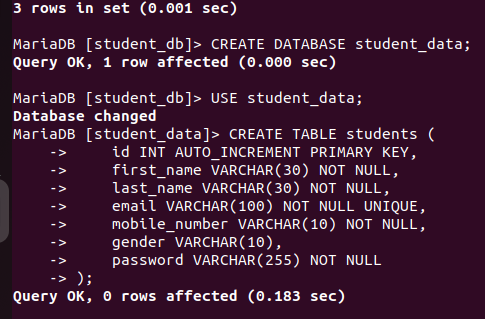 3 rows in set (0.001 sec)
MariaDB [student_db]> CREATE DATABASE student_data;
Query OK, 1 row affected (0.000 sec)
MariaDB [student_db]> USE student_data;
Database changed
MariaDB [student_data]> CREATE TABLE students (
    ->     id INT AUTO_INCREMENT PRIMARY KEY,
    ->     first_name VARCHAR(30) NOT NULL,
    ->     last_name VARCHAR(30) NOT NULL,
    ->     email VARCHAR(100) NOT NULL UNIQUE,
    ->     mobile_number VARCHAR(10) NOT NULL,
    ->     gender VARCHAR(10),
    ->     password VARCHAR(255) NOT NULL
    -> );
Query OK, 0 rows affected (0.183 sec)